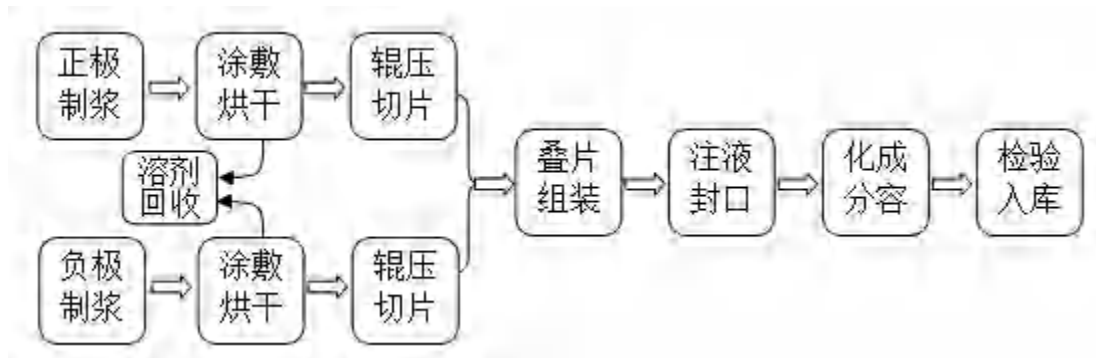 正极
制浆
涂敷
烘干
辊压
切片
溶剂
回收
负极
制浆
涂敷
烘干
辊压
切片
叠片
组装
注液
封口
化成
分容
检验
入库